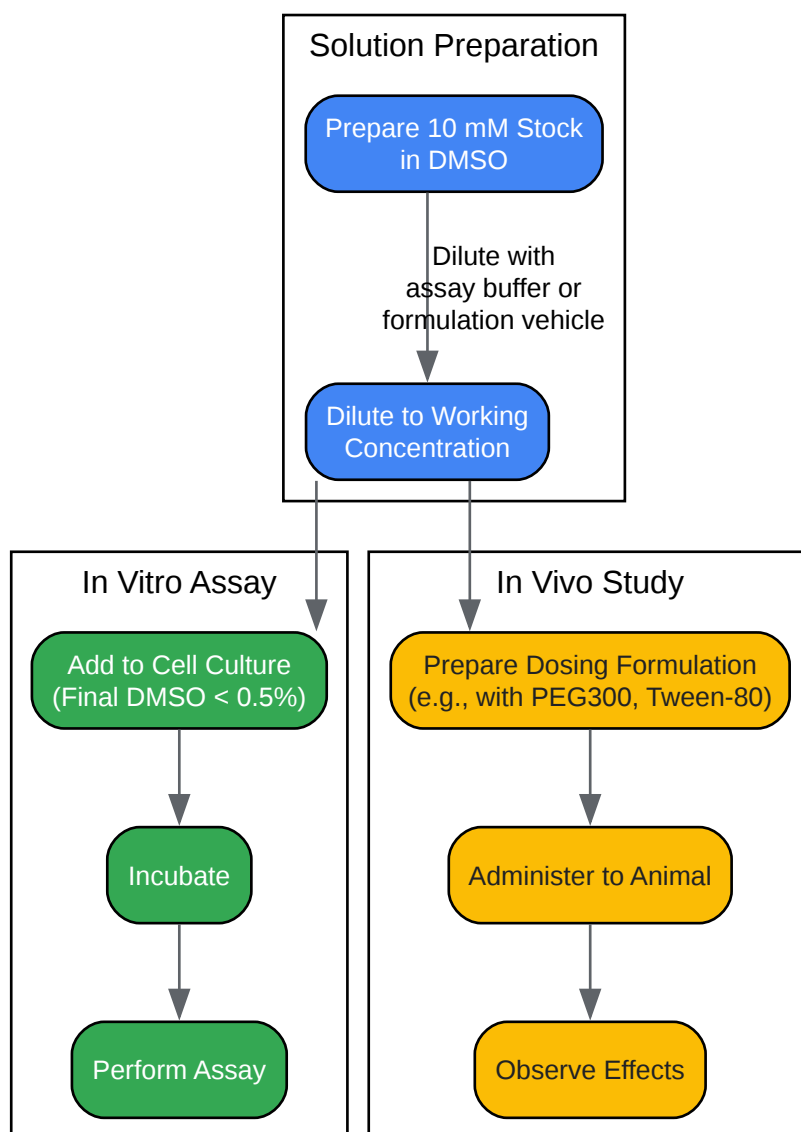 Solution Preparation
Prepare 10 mM Stock
in DMSO
Dilute with
assay buffer or
formulation vehicle
Dilute to Working
Concentration
In Vitro Assay
Add to Cell Culture
(Final DMSO < 0.5%)
Incubate
Perform Assay
In Vivo Study
Prepare Dosing Formulation
(e.g., with PEG300, Tween-80)
Administer to Animal
Observe Effects